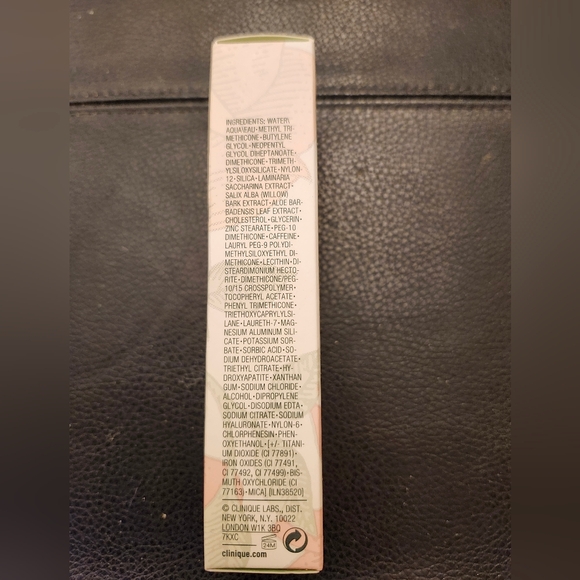 INGREDIENTS: WATER\
AQUA\EAU•METHYL TRI-
METHICONE•BUTYLENE
GLYCOL•NEOPENTYL
GLYCOL DIHEPTANOATE•
DIMETHICONE•TRIMETH-
YLSILOXYSILICATE•NYLON-
12•SILICA•LAMINARIA
SACCHARINA EXTRACT•
SALIX ALBA (WILLOW)
BARK EXTRACT•ALOE BAR-
BADENSIS LEAF EXTRACT•
CHOLESTEROL•GLYCERIN•
ZINC STEARATE•PEG-10
DIMETHICONE•CAFFEINE•
LAURYL PEG-9 POLYDI-
METHYLSILOXYETHYL DI-
METHICONE•LECITHIN•DI-
STEARDIMONIUM HECTO-
RITE•DIMETHICONE/PEG-
10/15 CROSSPOLYMER•
TOCOPHERYL ACETATE•
PHENYL TRIMETHICONE•
TRIETHOXYCAPRYLYLSI-
LANE•LAURETH-7•MAG-
NESIUM ALUMINUM SILI-
CATE•POTASSIUM SOR-
BATE•SORBIC ACID•SO-
DIUM DEHYDROACETATE•
TRIETHYL CITRATE•HY-
DROXYAPATITE•XANTHAN
GUM•SODIUM CHLORIDE•
ALCOHOL•DIPROPYLENE
GLYCOL•DISODIUM EDTA•
SODIUM CITRATE•SODIUM
HYALURONATE•NYLON-6•
CHLORPHENESIN•PHEN-
OXYETHANOL•[+/- TITANI-
UM DIOXIDE (CI 77891)•
IRON OXIDES (CI 77491,
CI 77492, CI 77499)•BIS-
MUTH OXYCHLORIDE (CI
77163)•MICA] [ILN38520]
© CLINIQUE LABS., DIST.
NEW YORK, N.Y. 10022
LONDON W1K 3BQ
7KXC
24M
clinique.com